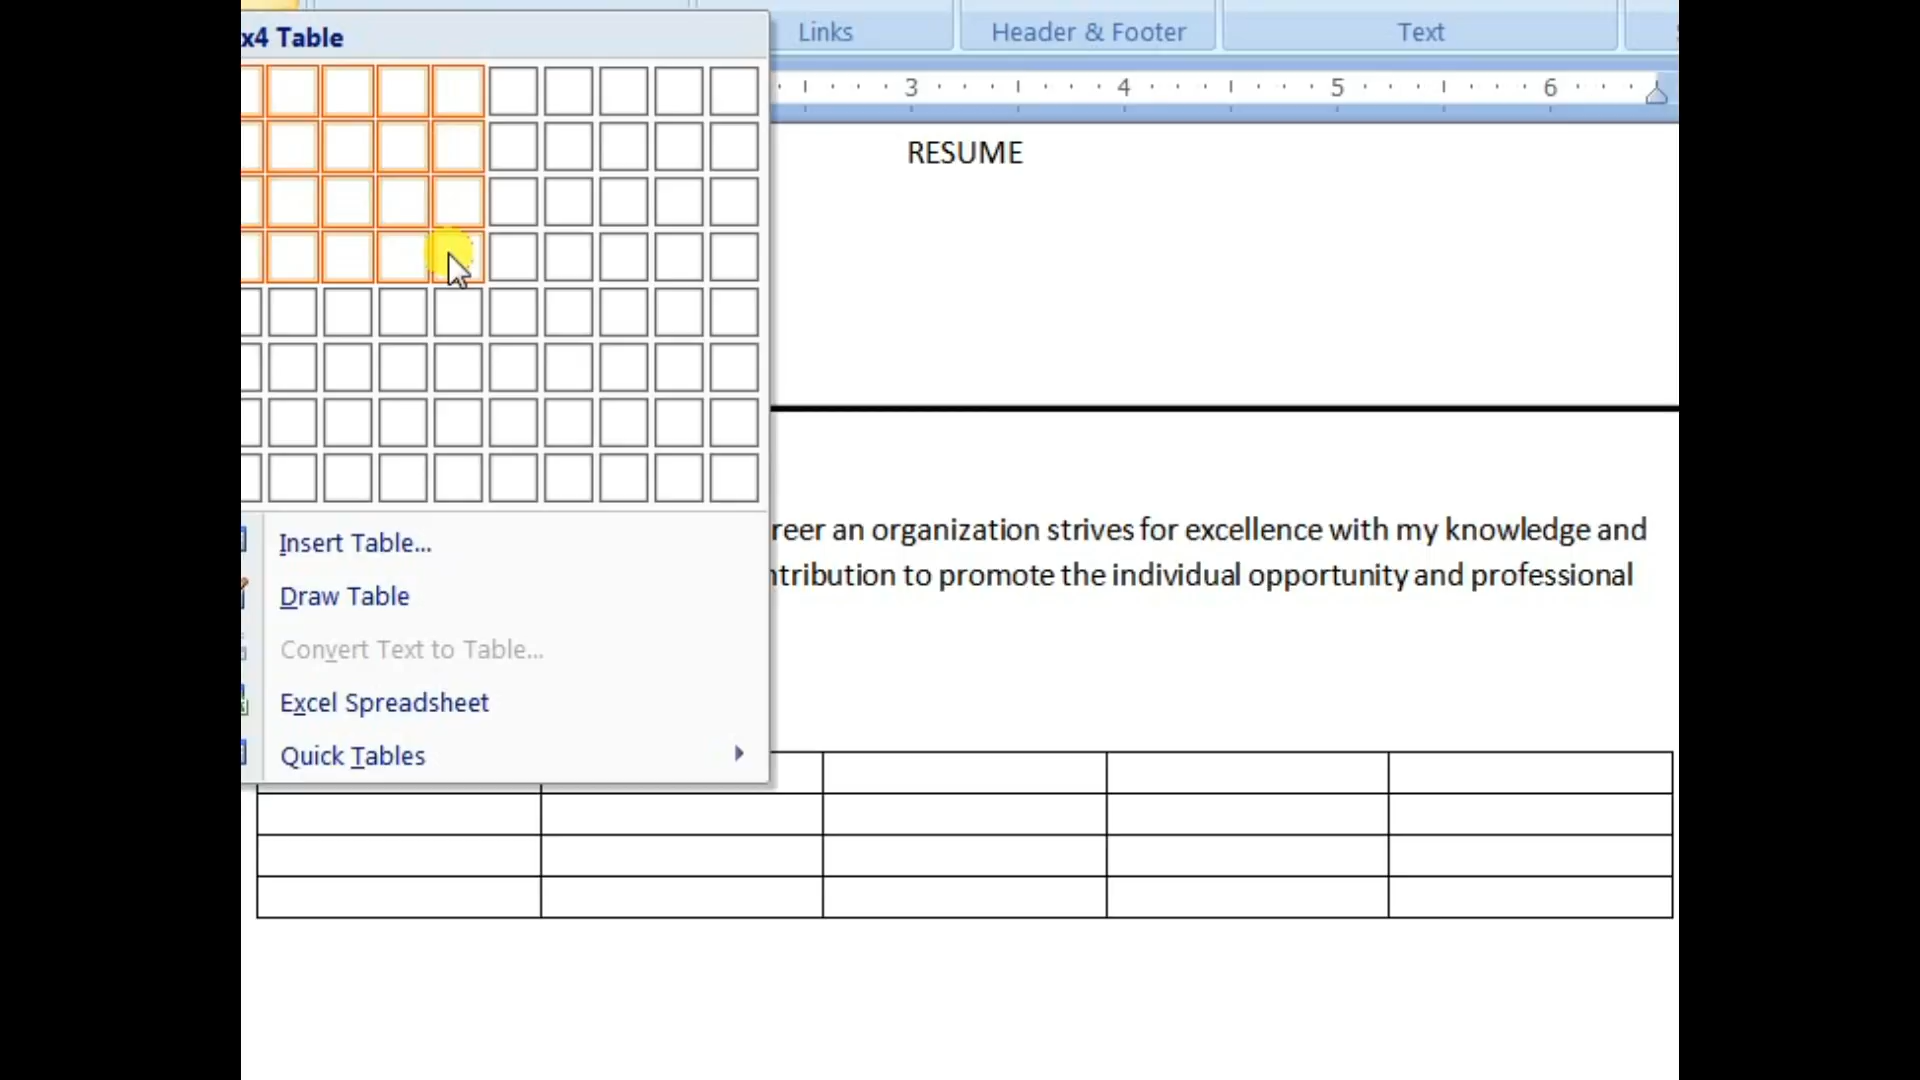 x4 Table
Links
Header & Footer
Text
3 4 5 6
RESUME
reer an organization strives for excellence with my knowledge and
ntribution to promote the individual opportunity and professional
Insert Table...
Draw Table
Convert Text to Table...
Excel Spreadsheet
Quick Tables